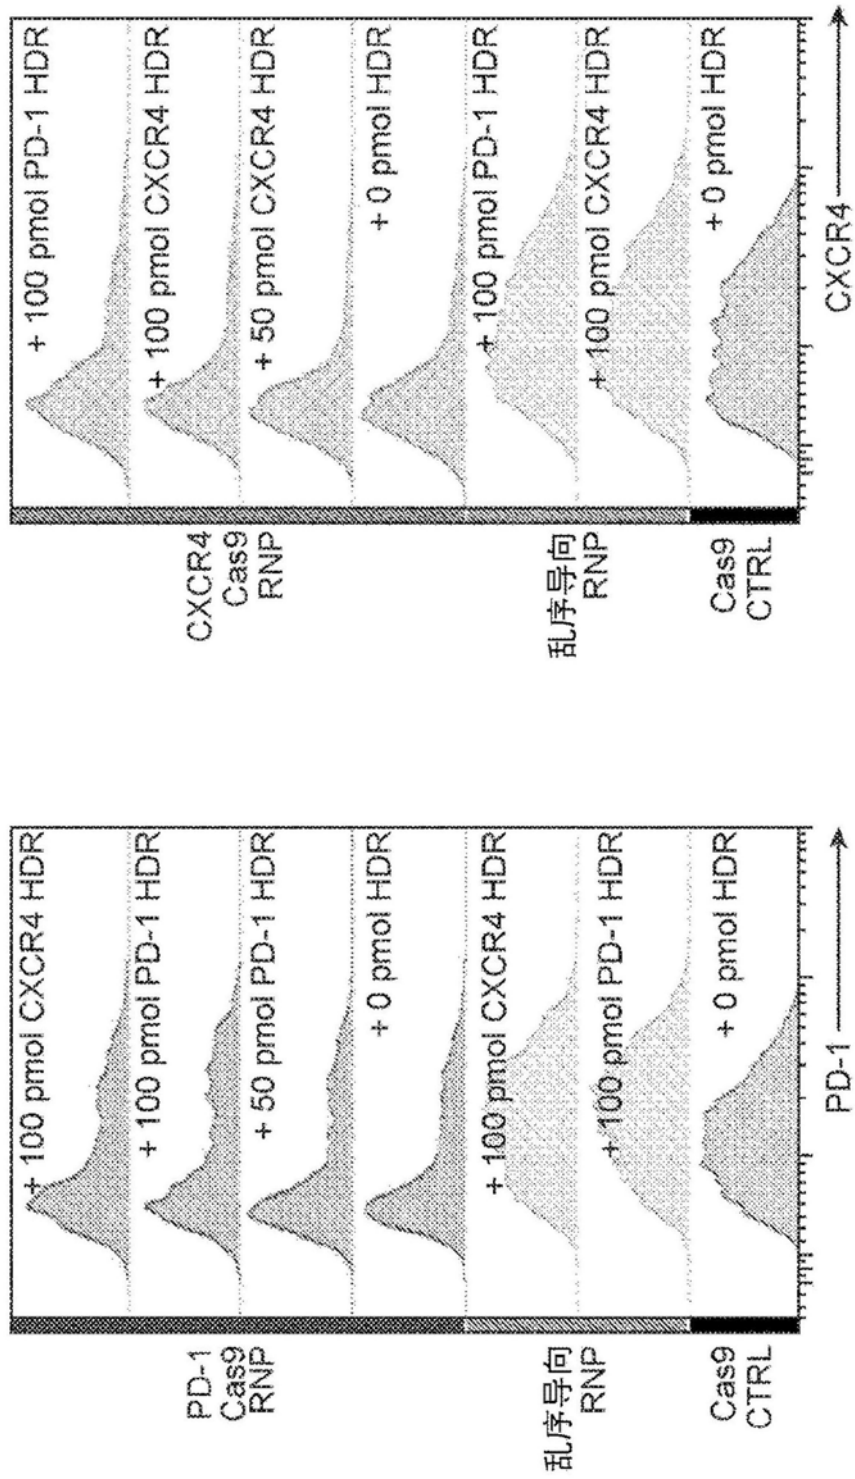 PD-1
Cas9
RNP
+ 100 pmol CXCR4 HDR
+ 100 pmol PD-1 HDR
+ 50 pmol PD-1 HDR
+ 0 pmol HDR
乱序导向
RNP
+ 100 pmol CXCR4 HDR
+ 100 pmol PD-1 HDR
Cas9
CTRL
+ 0 pmol HDR
PD-1
CXCR4
Cas9
RNP
+ 100 pmol PD-1 HDR
+ 100 pmol CXCR4 HDR
+ 50 pmol CXCR4 HDR
+ 0 pmol HDR
乱序导向
RNP
+ 100 pmol PD-1 HDR
+ 100 pmol CXCR4 HDR
Cas9
CTRL
+ 0 pmol HDR
CXCR4